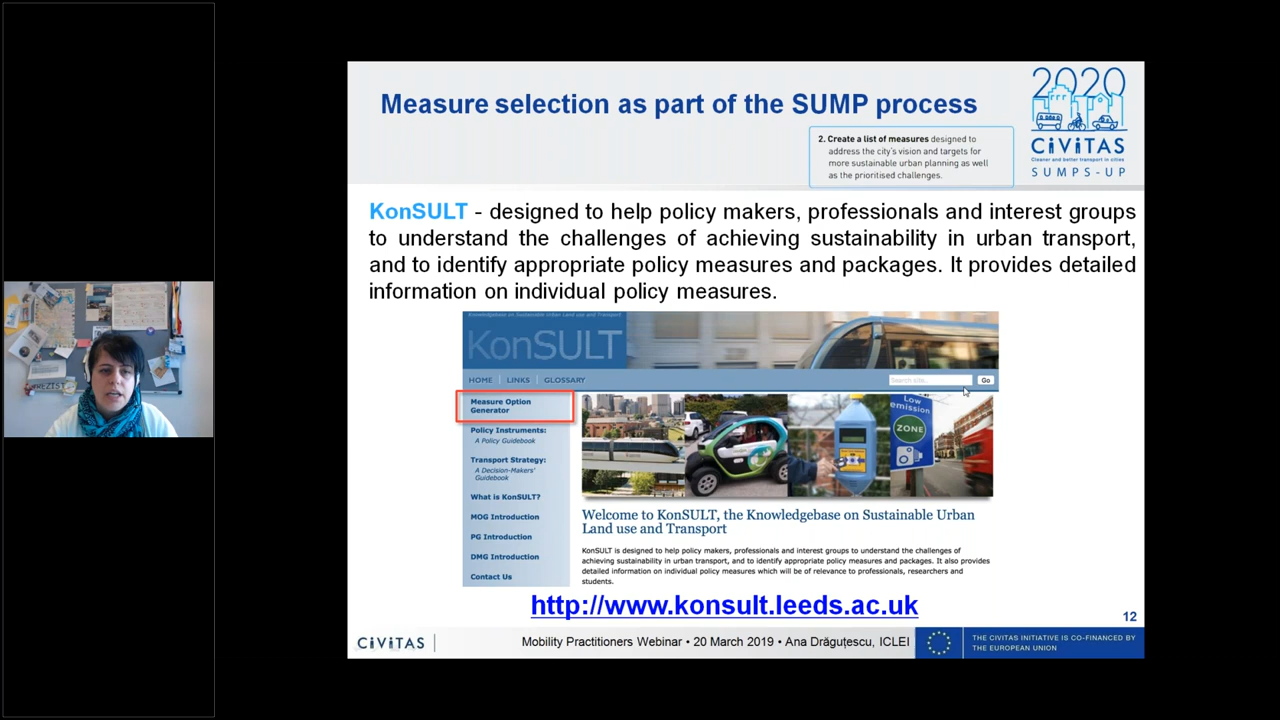 Measure selection as part of the SUMP process
2. Create a list of measures designed to
address the city's vision and targets for
more sustainable urban planning as well
as the prioritised challenges.
2020
CiViTAS
Cleaner and better transport in cities
SUMPS-UP
KonSULT - designed to help policy makers, professionals and interest groups
to understand the challenges of achieving sustainability in urban transport,
and to identify appropriate policy measures and packages. It provides detailed
information on individual policy measures.
Knowledgebase on Sustainable Urban Land use and Transport
KonSULT
HOME
LINKS
GLOSSARY
Search site..
Go
Measure Option
Generator
Policy Instruments:
A Policy Guidebook
Transport Strategy:
A Decision-Makers'
Guidebook
What is KonSULT?
MOG Introduction
PG Introduction
DMG Introduction
Contact Us
Low
emission
ZONE
Welcome to KonSULT, the Knowledgebase on Sustainable Urban
Land use and Transport
KonSULT is designed to help policy makers, professionals and interest groups to understand the challenges of
achieving sustainability in urban transport, and to identify appropriate policy measures and packages. It also provides
detailed information on individual policy measures which will be of relevance to professionals, researchers and
students.
http://www.konsult.leeds.ac.uk
12
CiViTAS
Mobility Practitioners Webinar • 20 March 2019 • Ana Drăguțescu, ICLEI
THE CIVITAS INITIATIVE IS CO-FINANCED BY
THE EUROPEAN UNION